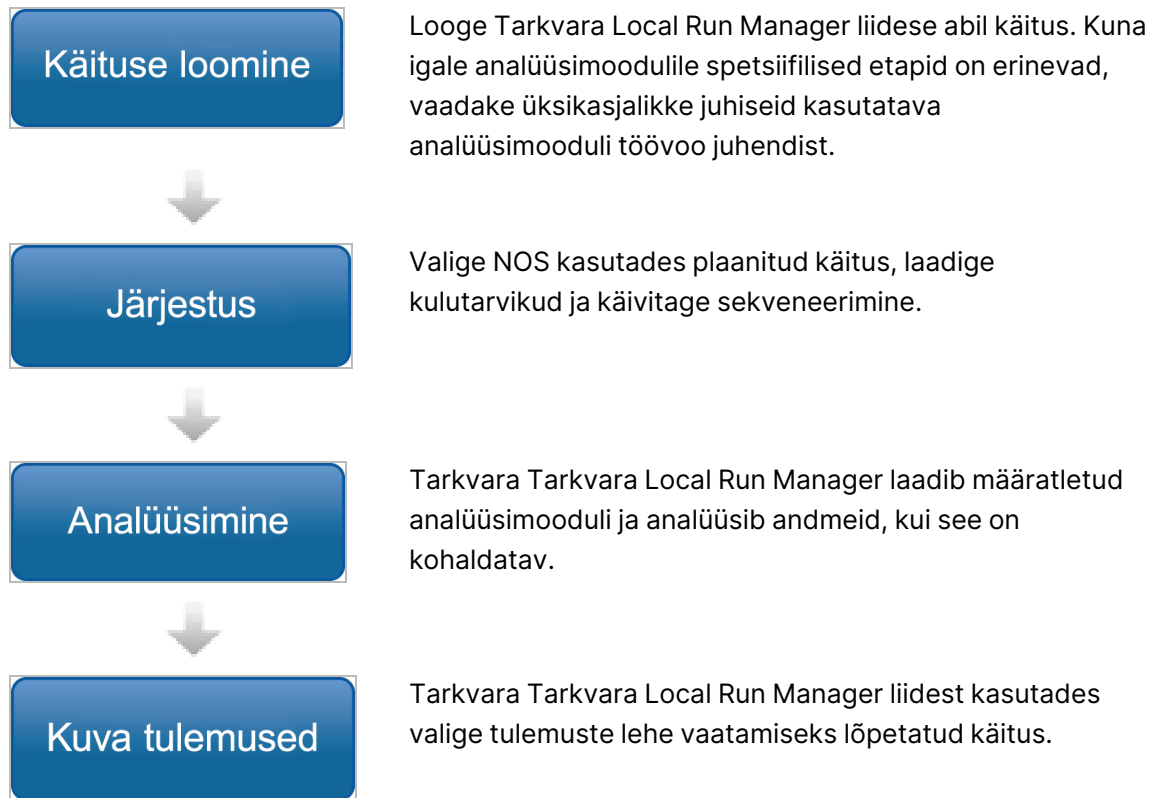 Käituse loomine
Looge Tarkvara Local Run Manager liidese abil käitus. Kuna
igale analüüsimoodulile spetsiifilised etapid on erinevad,
vaadake üksikasjalikke juhiseid kasutatava
analüüsimooduli töövoo juhendist.
Järjestus
Valige NOS kasutades plaanitud käitus, laadige
kulutarvikud ja käivitage sekveneerimine.
Analüüsimine
Tarkvara Tarkvara Local Run Manager laadib määratletud
analüüsimooduli ja analüüsib andmeid, kui see on
kohaldatav.
Kuva tulemused
Tarkvara Tarkvara Local Run Manager liidest kasutades
valige tulemuste lehe vaatamiseks lõpetatud käitus.